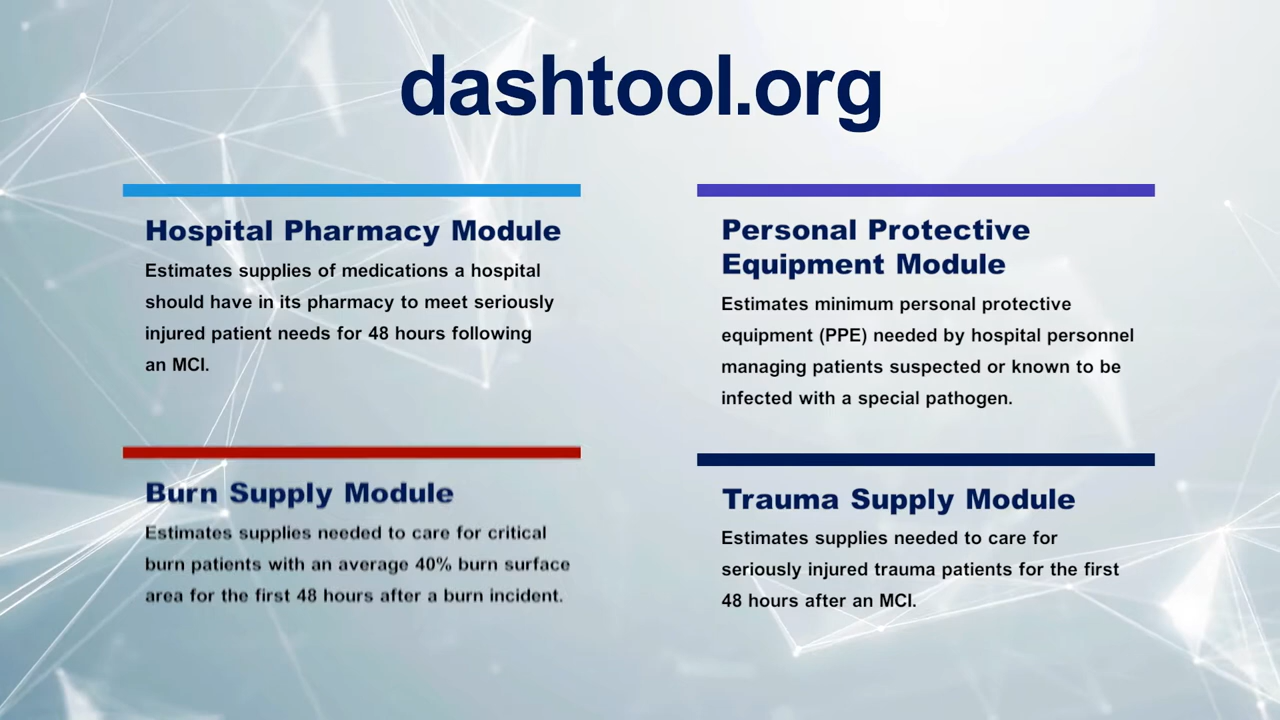 dashtool.org
Hospital Pharmacy Module
Estimates supplies of medications a hospital
should have in its pharmacy to meet seriously
injured patient needs for 48 hours following
an MCI.
Personal Protective
Equipment Module
Estimates minimum personal protective
equipment (PPE) needed by hospital personnel
managing patients suspected or known to be
infected with a special pathogen.
Burn Supply Module
Estimates supplies needed to care for critical
burn patients with an average 40% burn surface
area for the first 48 hours after a burn incident.
Trauma Supply Module
Estimates supplies needed to care for
seriously injured trauma patients for the first
48 hours after an MCI.